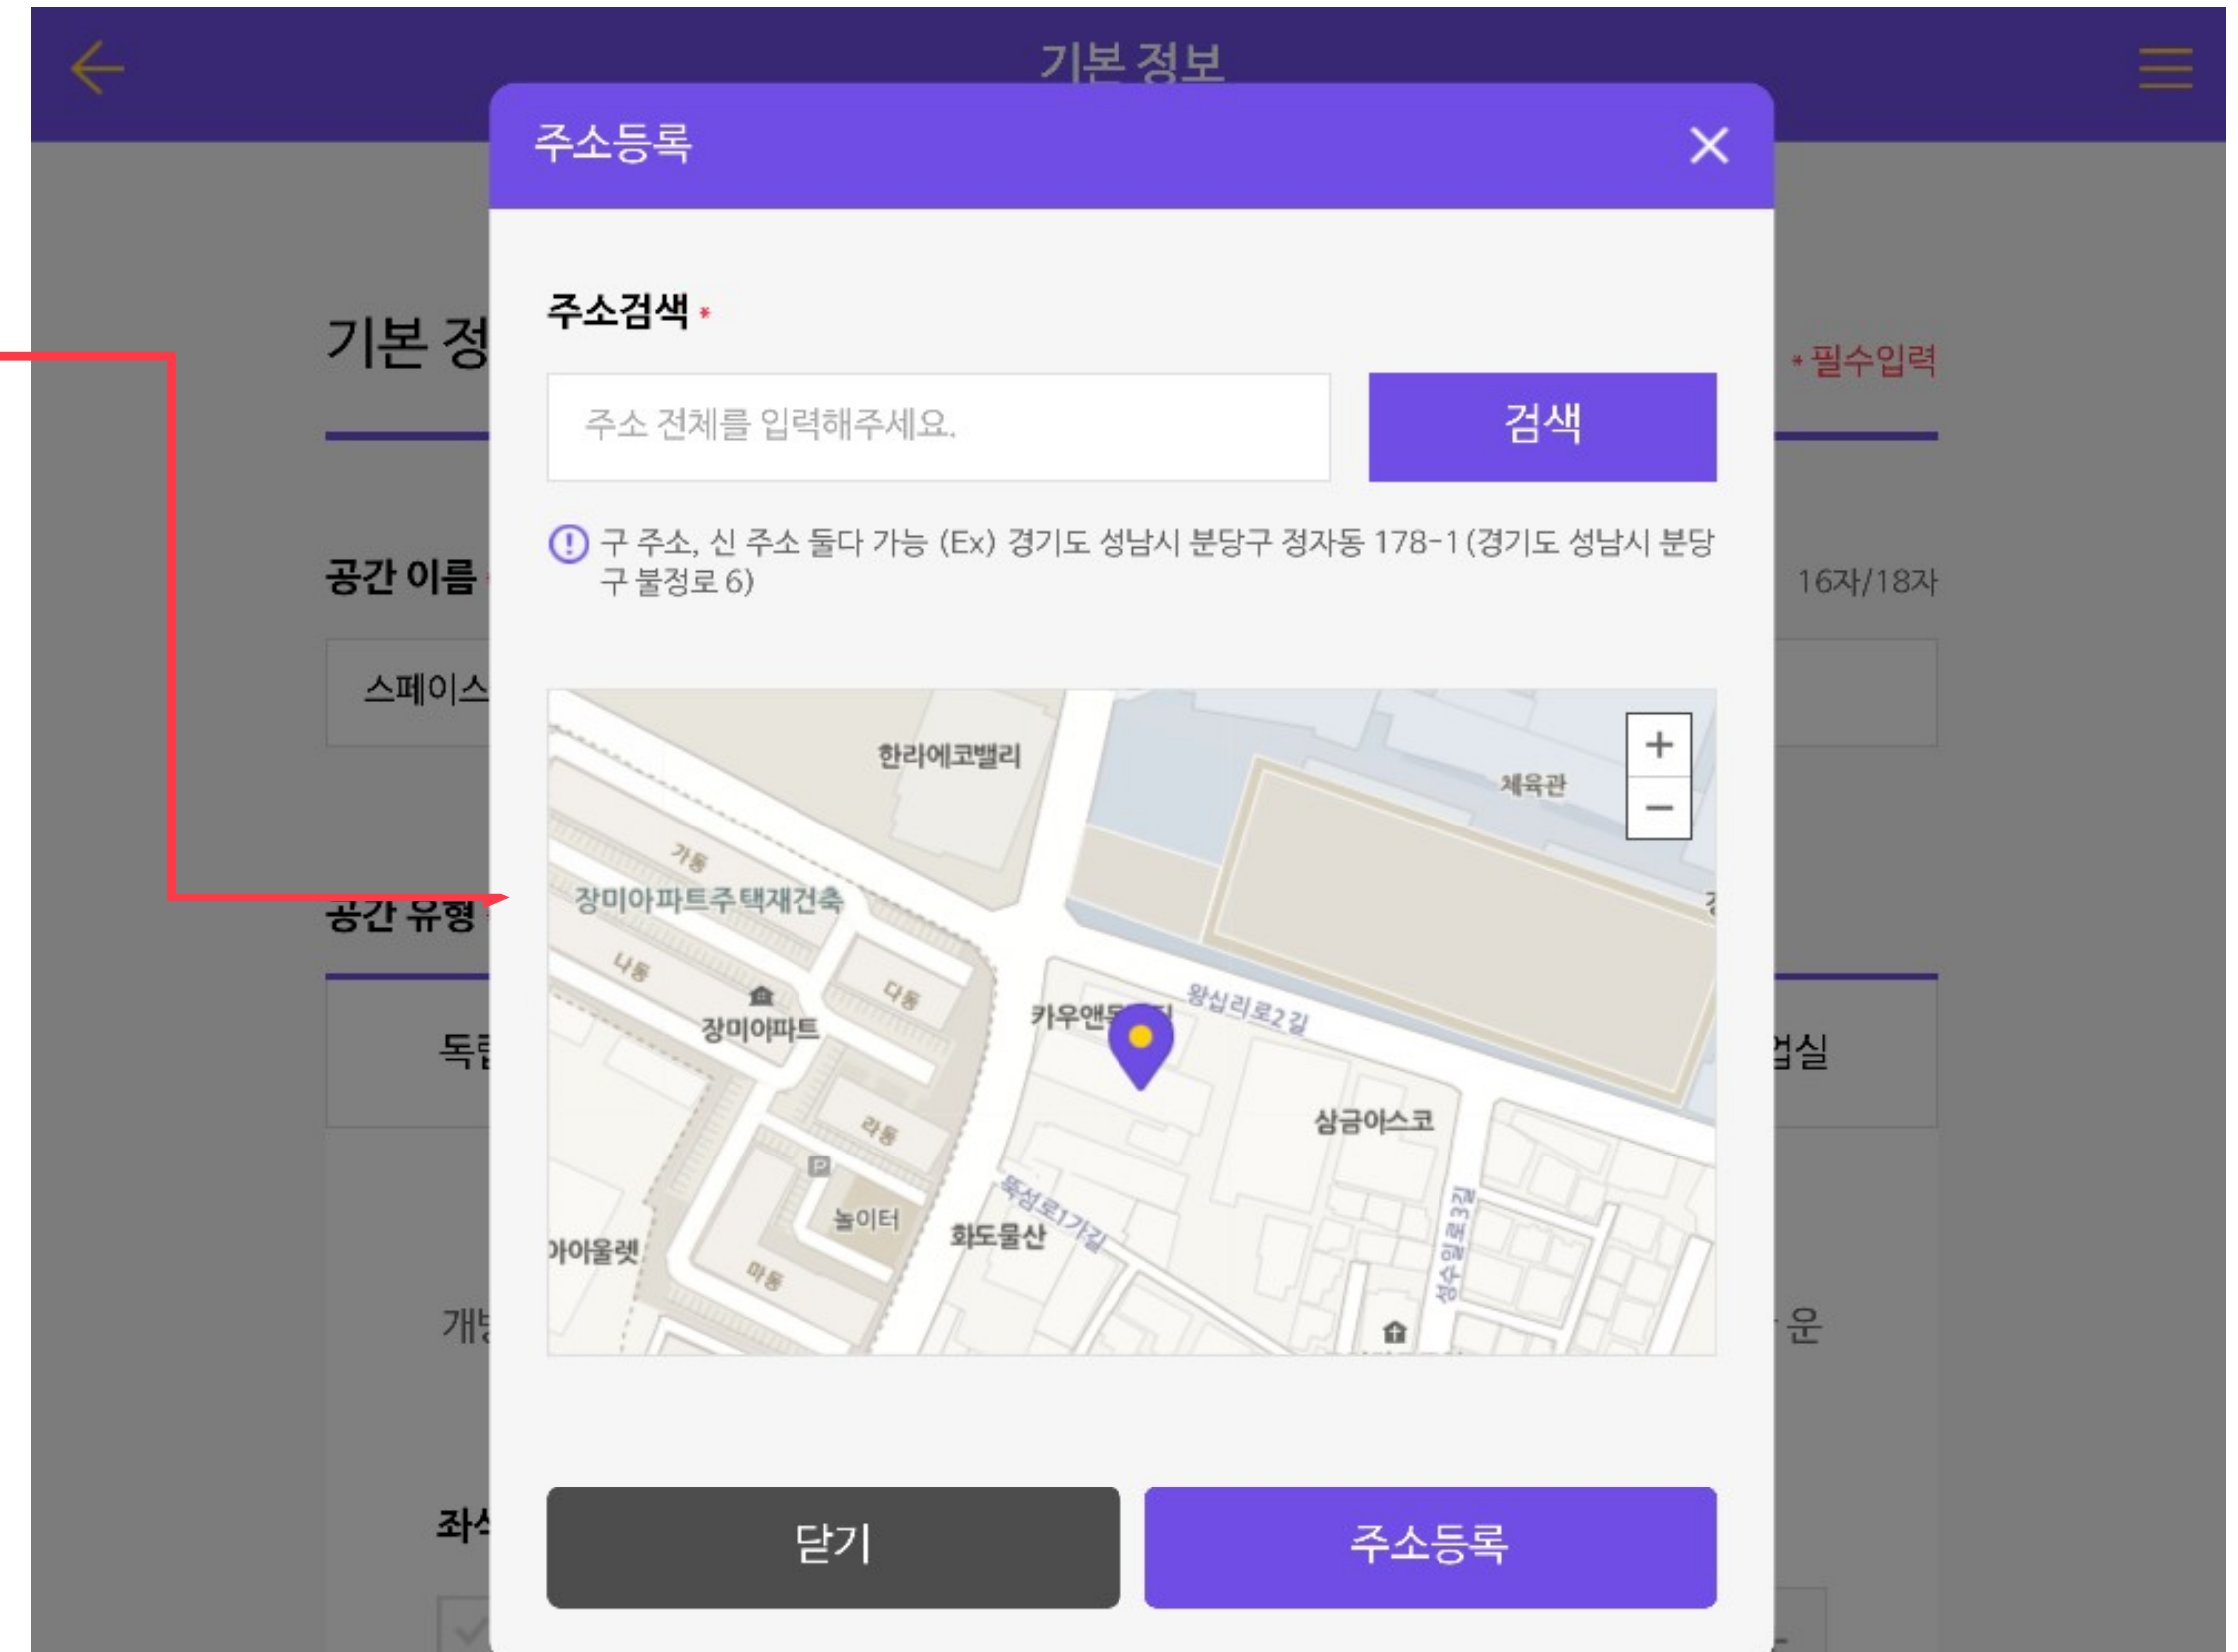 기본 정보
주소등록
주소검색 *
기본 정
* 필수입력
주소 전체를 입력해주세요.
검색
구 주소, 신 주소 둘다 가능 (Ex) 경기도 성남시 분당구 정자동 178-1(경기도 성남시 분당
구 불정로 6)
공간 이름
16자/18자
스페이스
한라에코밸리
체육관
가동
장미아파트주택재건축
공간 유형
나동
다동
장미아파트
카우앤독
왕십리로2길
업실
삼금아스코
라동
P
뚝섬로1가길
성수일로3길
놀이터
화도물산
아이울렛
마동
운
닫기
주소등록